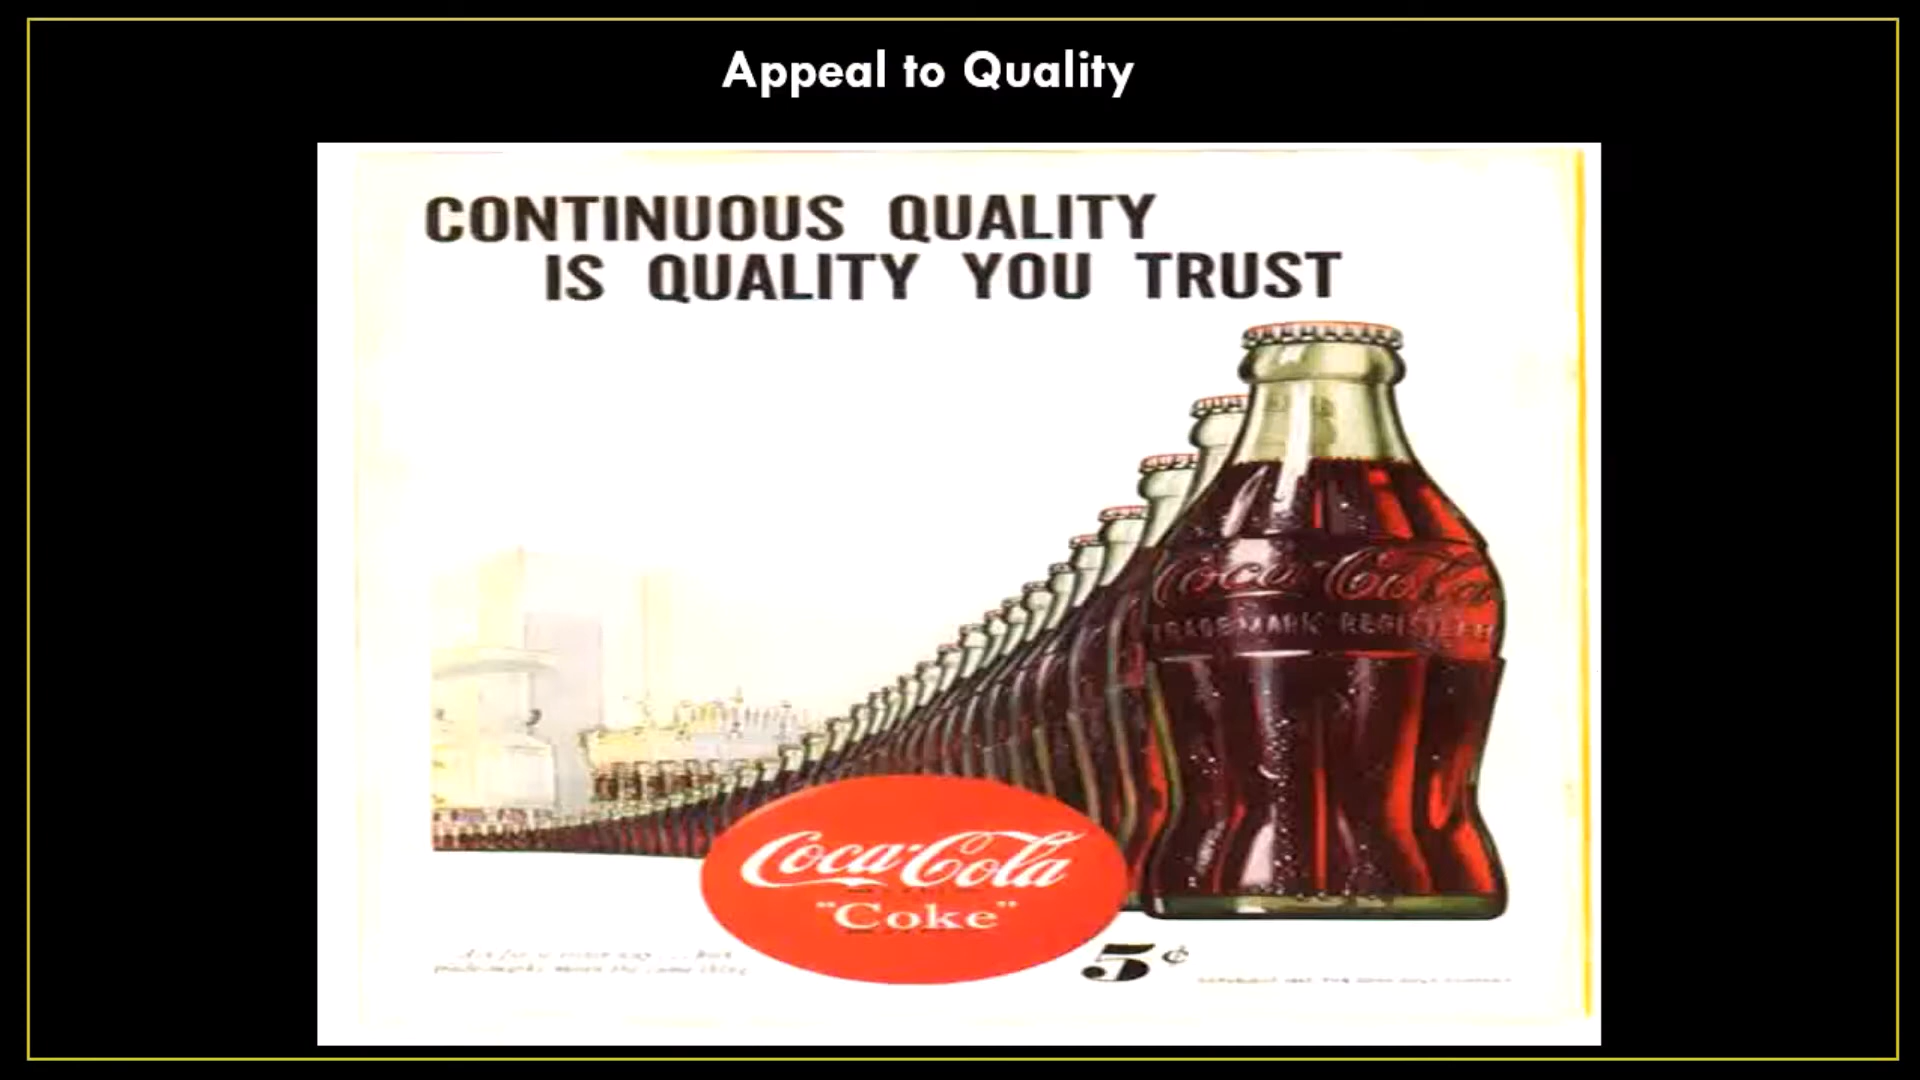 Appeal to Quality
CONTINUOUS QUALITY
IS QUALITY YOU TRUST
Coca-Cola
TRADE MARK REGISTERED
Coca-Cola
"Coke"
5¢